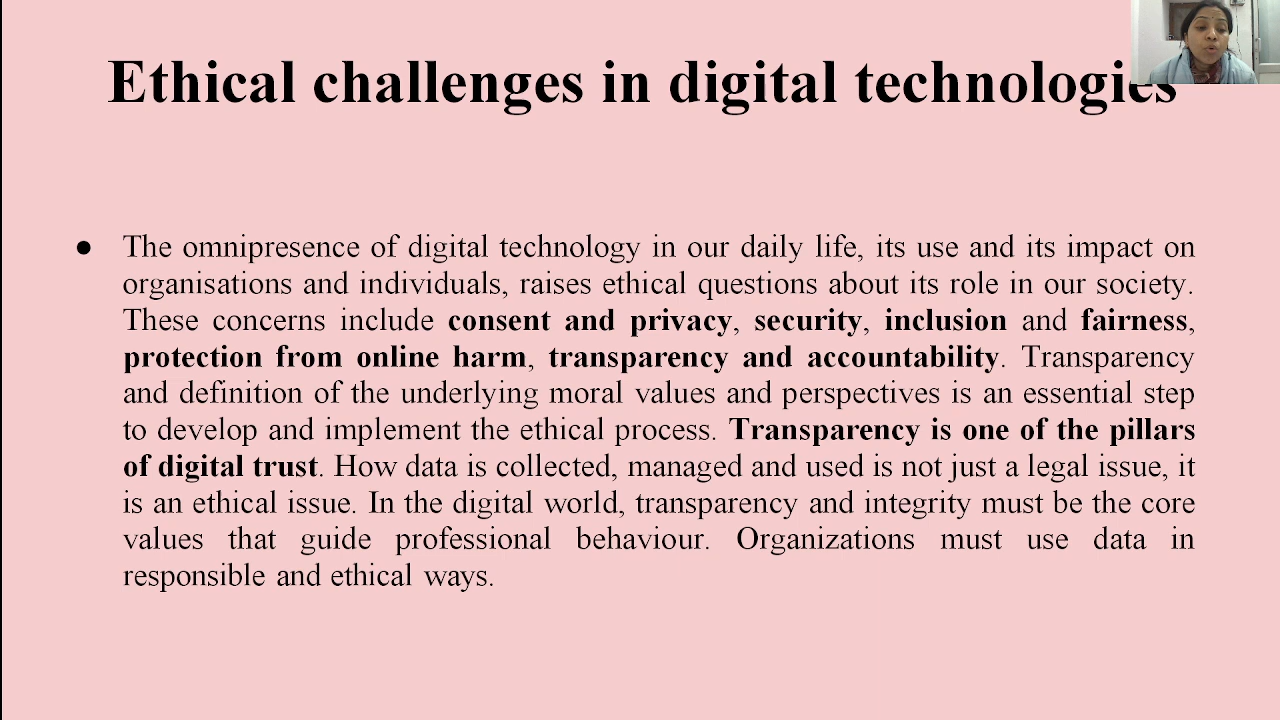 Ethical challenges in digital technologies
● The omnipresence of digital technology in our daily life, its use and its impact on
organisations and individuals, raises ethical questions about its role in our society.
These concerns include consent and privacy, security, inclusion and fairness,
protection from online harm, transparency and accountability. Transparency
and definition of the underlying moral values and perspectives is an essential step
to develop and implement the ethical process. Transparency is one of the pillars
of digital trust. How data is collected, managed and used is not just a legal issue, it
is an ethical issue. In the digital world, transparency and integrity must be the core
values that guide professional behaviour. Organizations must use data in
responsible and ethical ways.